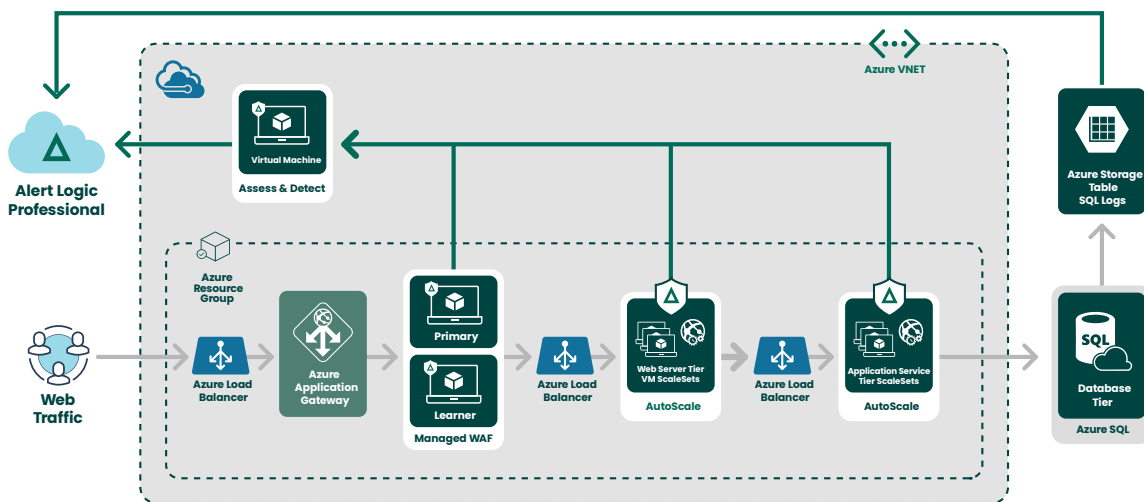 Azure VNET
Alert Logic
Professional
Virtual Machine
Assess & Detect
Azure Storage
Table
SQL Logs
Azure
Resource
Group
Web
Traffic
Azure Load
Balancer
Azure
Application
Gateway
Primary
Learner
Managed WAF
Azure Load
Balancer
Web Server Tier
VM ScaleSets
AutoScale
Azure Load
Balancer
Application Service
Tier ScaleSets
AutoScale
SQL
Database
Tier
Azure SQL